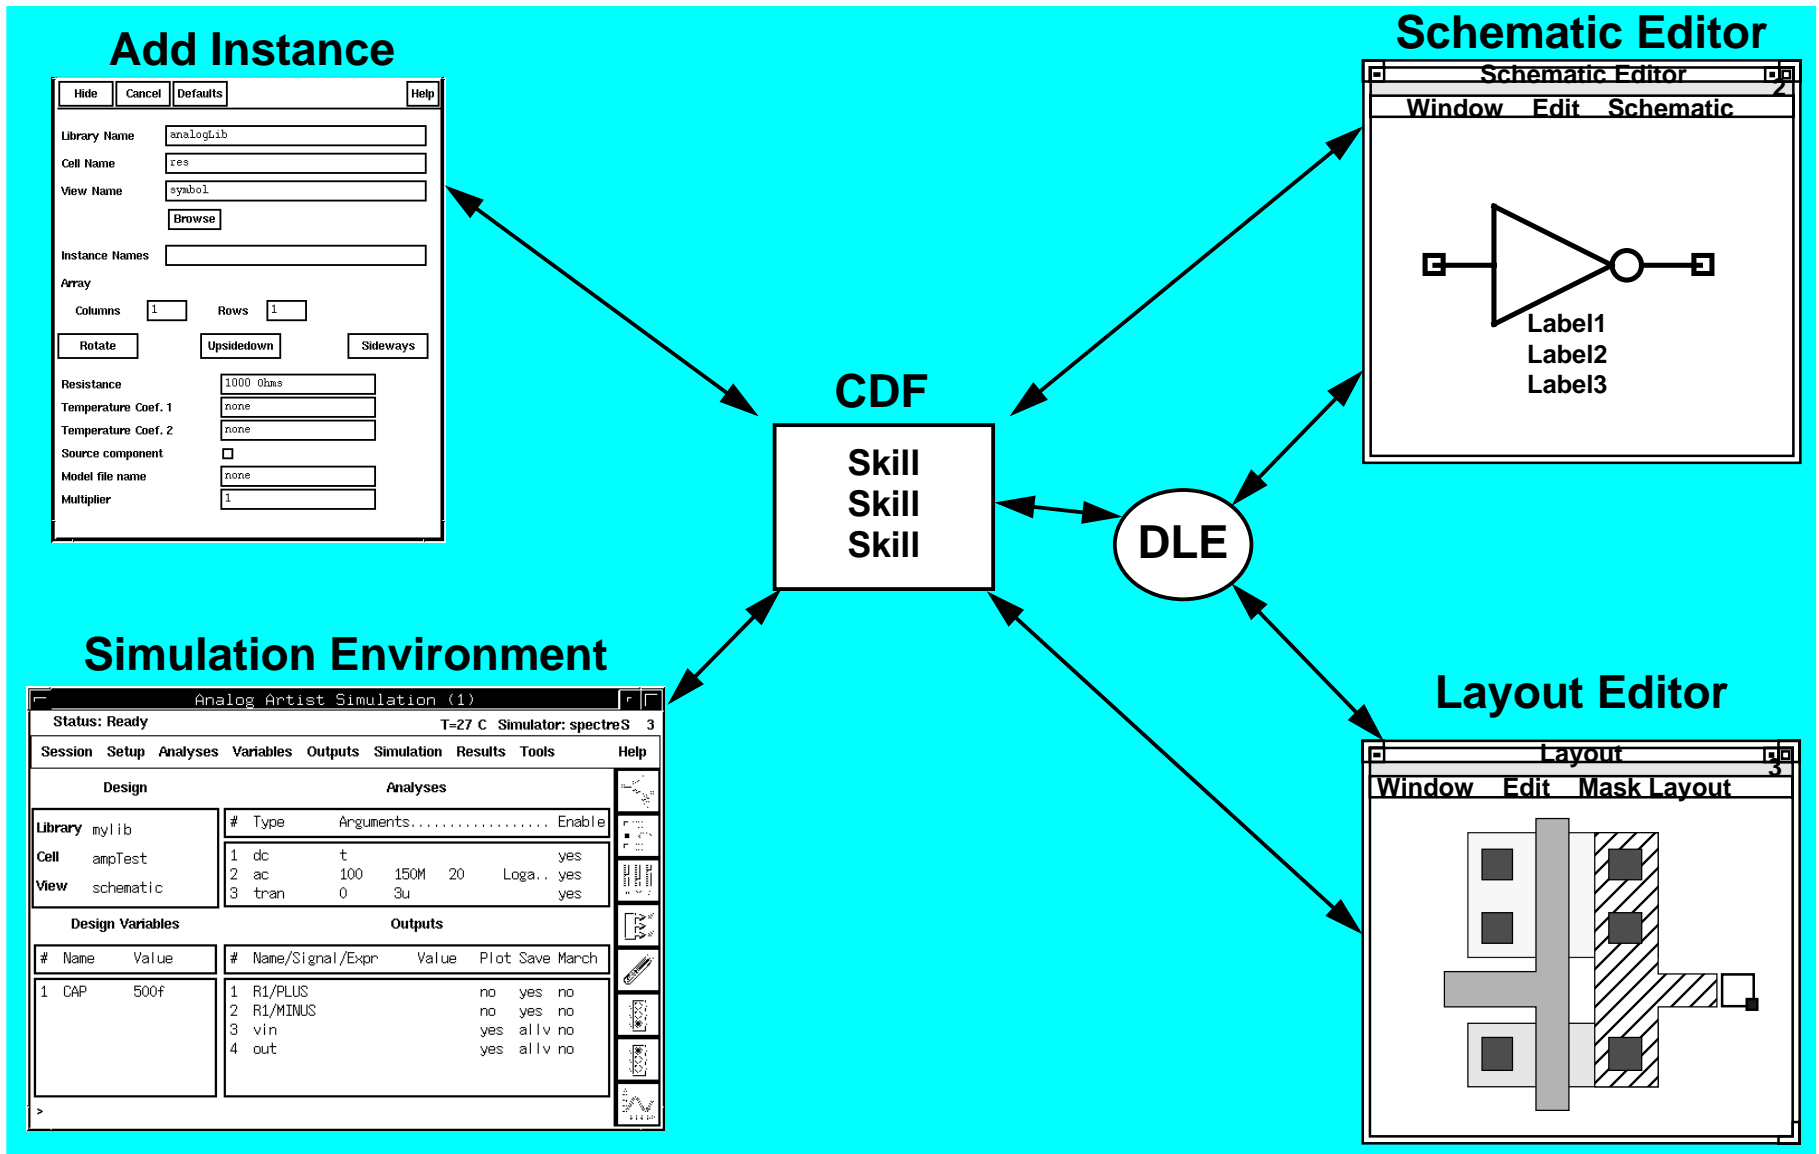 Add Instance
Hide Cancel Defaults Help
Library Name analogLib
Cell Name res
View Name symbol
Browse
Instance Names
Array
Columns 1 Rows 1
Rotate Upsidedown Sideways
Resistance 1000 Ohms
Temperature Coef. 1 none
Temperature Coef. 2 none
Source component
Model file name none
Multiplier 1
Schematic Editor
Schematic Editor
2
Window Edit Schematic
Label1
Label2
Label3
CDF
Skill
Skill
Skill
DLE
Simulation Environment
Analog Artist Simulation (1)
Status: Ready T=27 C Simulator: spectreS 3
Session Setup Analyses Variables Outputs Simulation Results Tools Help
Design
Library mylib
Cell ampTest
View schematic
Analyses
# Type Arguments.................. Enable
1 dc t yes
2 ac 100 150M 20 Loga.. yes
3 tran 0 3u yes
Design Variables
# Name Value
1 CAP 500f
Outputs
# Name/Signal/Expr Value Plot Save March
1 R1/PLUS no yes no
2 R1/MINUS no yes no
3 vin yes allv no
4 out yes allv no
>
Layout Editor
Layout
3
Window Edit Mask Layout